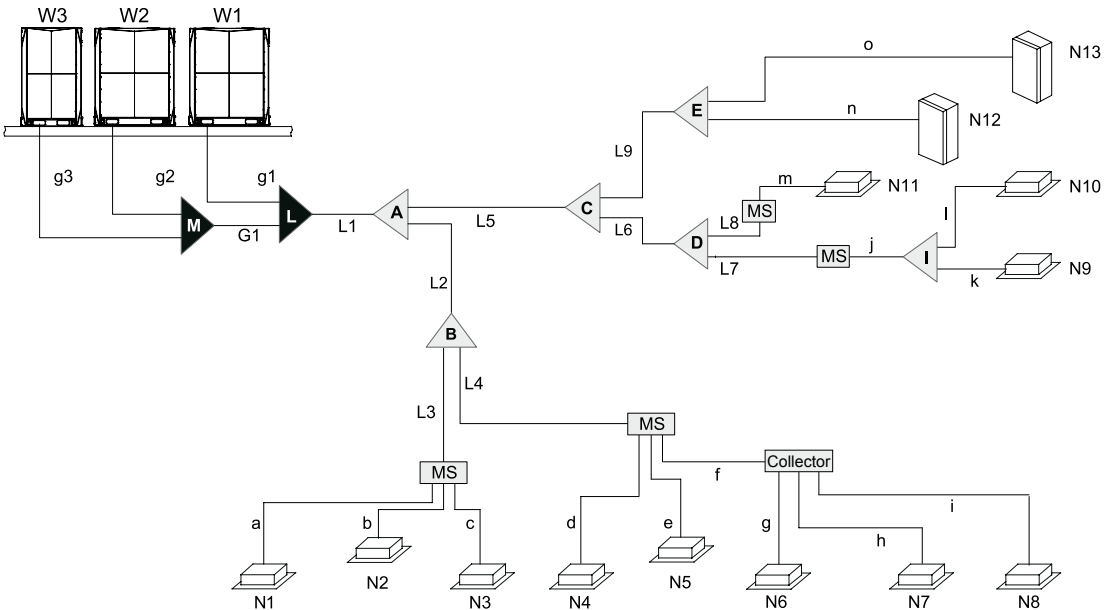 W3
W2
W1
g3
g2
g1
M
L
G1
L1
A
L5
C
L9
L6
E
D
o
n
N13
N12
m
N11
MS
L8
L7
MS
j
I
l
k
N10
N9
L2
B
L3
L4
MS
MS
Collector
a
b
c
d
e
f
g
h
i
N1
N2
N3
N4
N5
N6
N7
N8